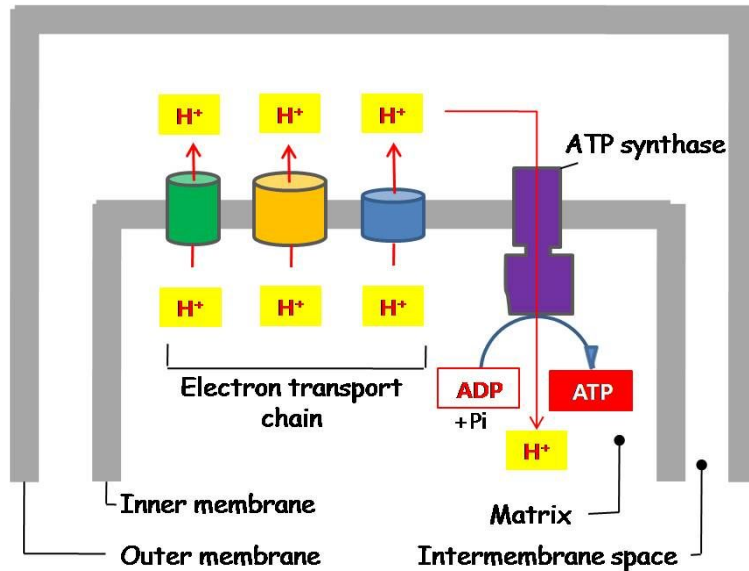 H⁺ H⁺ H⁺
ATP synthase
H⁺ H⁺ H⁺
Electron transport
chain
ADP
+Pi
ATP
H⁺
Inner membrane
Matrix
Outer membrane
Intermembrane space